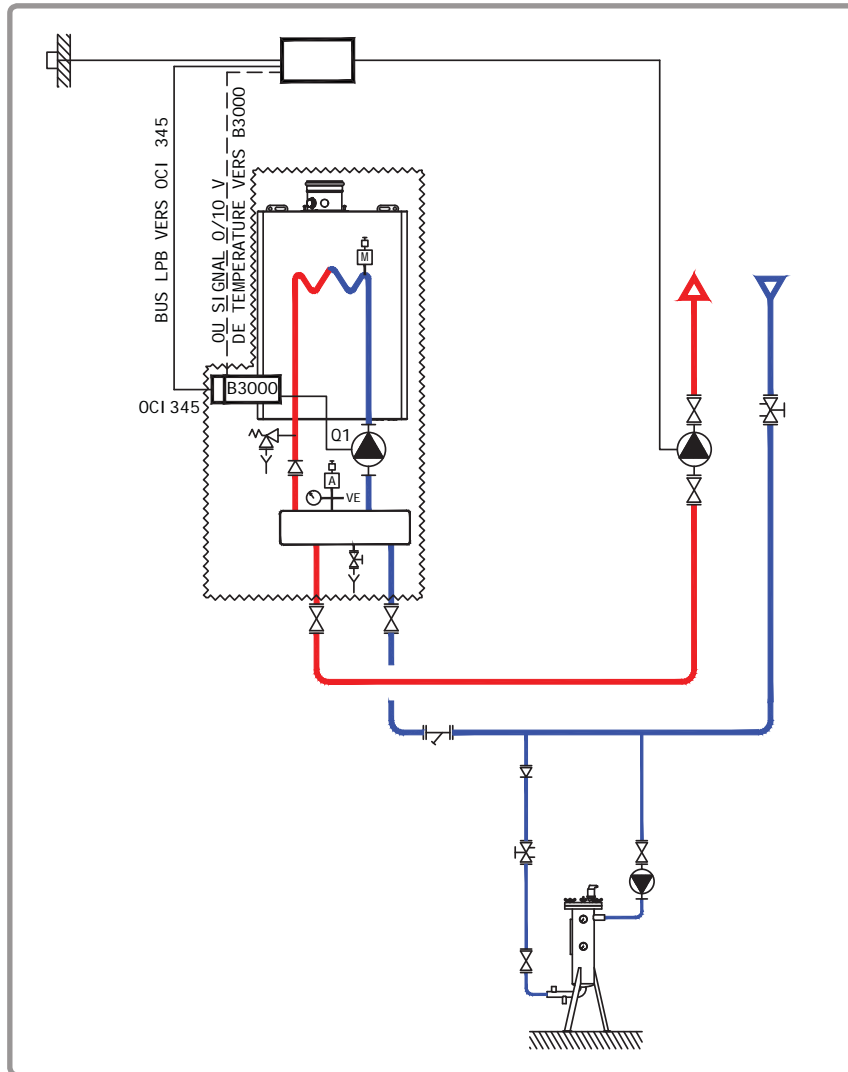 BUS LPB VERS OCI 345
OU SIGNAL 0/10 V
DE TEMPERATURE VERS B3000
M
B3000
OCI 345
Q1
A
VE